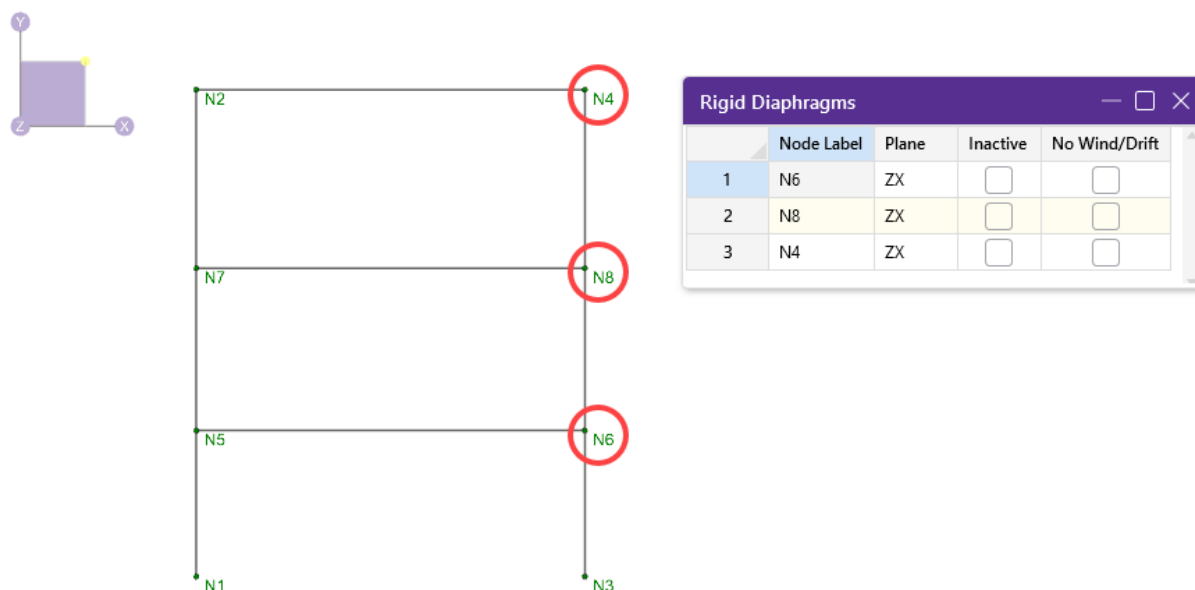 Y
Z
X
N2
N4
N7
N8
N5
N6
N1
N3
Rigid Diaphragms
Node Label Plane Inactive No Wind/Drift
1 N6 ZX
2 N8 ZX
3 N4 ZX